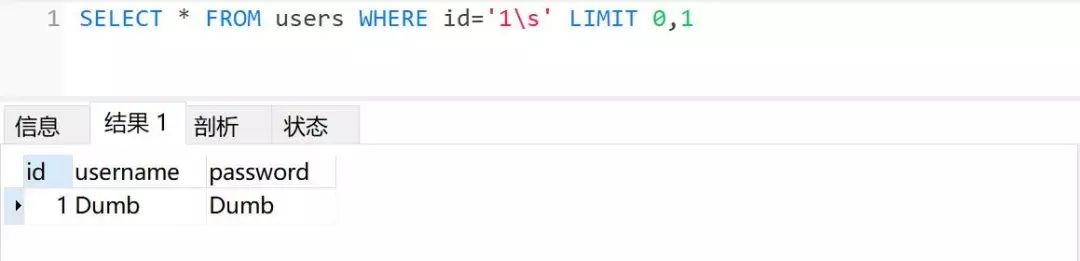 1 SELECT * FROM users WHERE id='1\s' LIMIT 0,1
信息 结果 1 剖析 状态
id username password
1 Dumb Dumb